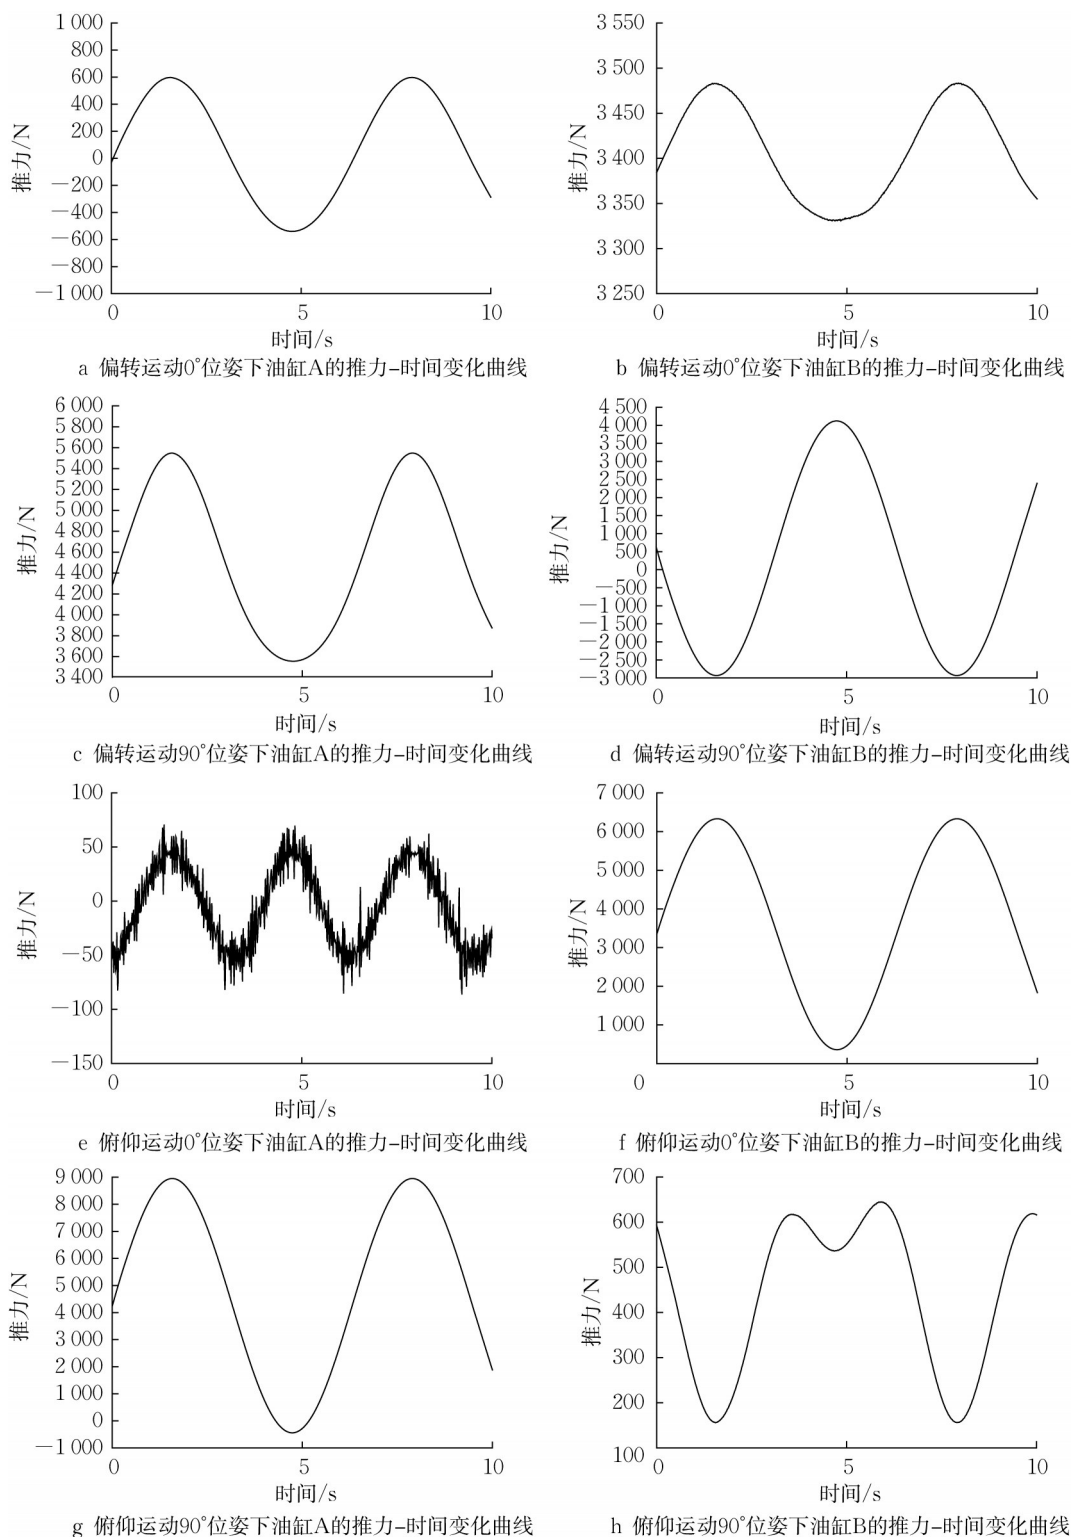 1 000
800
600
400
200
0
－200
－400
－600
－800
－1 000
推力/N
0 5 10
时间/s
a 偏转运动0°位姿下油缸A的推力-时间变化曲线
3 550
3 500
3 450
3 400
3 350
3 300
3 250
推力/N
0 5 10
时间/s
b 偏转运动0°位姿下油缸B的推力-时间变化曲线
6 000
5 800
5 600
5 400
5 200
5 000
4 800
4 600
4 400
4 200
4 000
3 800
3 600
3 400
推力/N
0 5 10
时间/s
c 偏转运动90°位姿下油缸A的推力-时间变化曲线
4 500
4 000
3 500
3 000
2 500
2 000
1 500
1 000
500
0
－500
－1 000
－1 500
－2 000
－2 500
－3 000
推力/N
0 5 10
时间/s
d 偏转运动90°位姿下油缸B的推力-时间变化曲线
100
50
0
－50
－100
－150
推力/N
0 5 10
时间/s
e 俯仰运动0°位姿下油缸A的推力-时间变化曲线
7 000
6 000
5 000
4 000
3 000
2 000
1 000
推力/N
0 5 10
时间/s
f 俯仰运动0°位姿下油缸B的推力-时间变化曲线
9 000
8 000
7 000
6 000
5 000
4 000
3 000
2 000
1 000
0
－1 000
推力/N
0 5 10
时间/s
g 俯仰运动90°位姿下油缸A的推力-时间变化曲线
700
600
500
400
300
200
100
推力/N
0 5 10
时间/s
h 俯仰运动90°位姿下油缸B的推力-时间变化曲线